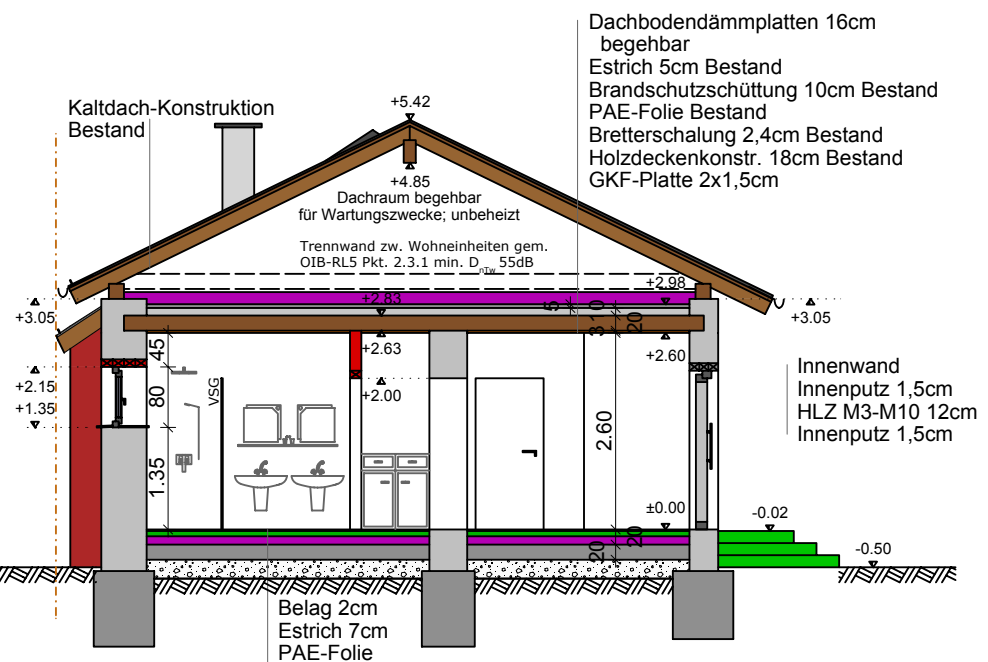 Dachbodendämmplatten 16cm
begehbar
Estrich 5cm Bestand
Brandschutzschüttung 10cm Bestand
PAE-Folie Bestand
Bretterschalung 2,4cm Bestand
Holzdeckenkonstr. 18cm Bestand
GKF-Platte 2x1,5cm
Kaltdach-Konstruktion
Bestand
+5.42
+4.85
Dachraum begehbar
für Wartungszwecke; unbeheizt
Trennwand zw. Wohneinheiten gem.
OIB-RL5 Pkt. 2.3.1 min. D nTw 55dB
+2.98
+2.83
+3.05
+3.05
5
10
3
20
45
+2.63
+2.60
+2.15
+1.35
80
VSG
+2.00
2.60
1.35
Innenwand
Innenputz 1,5cm
HLZ M3-M10 12cm
Innenputz 1,5cm
±0.00
-0.02
20
20
-0.50
Belag 2cm
Estrich 7cm
PAE-Folie